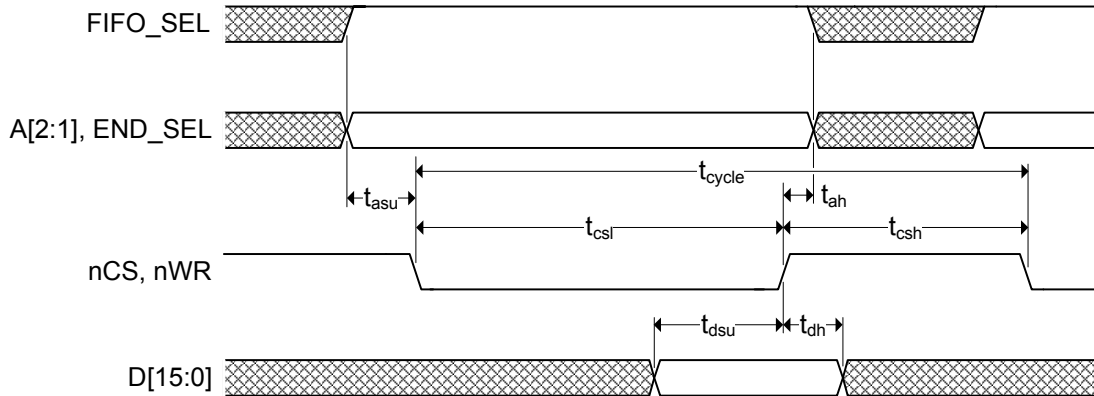 FIFO_SEL
A[2:1], END_SEL
tcycle
tasu
tah
tcsl
tcsh
nCS, nWR
tdsu
tdh
D[15:0]